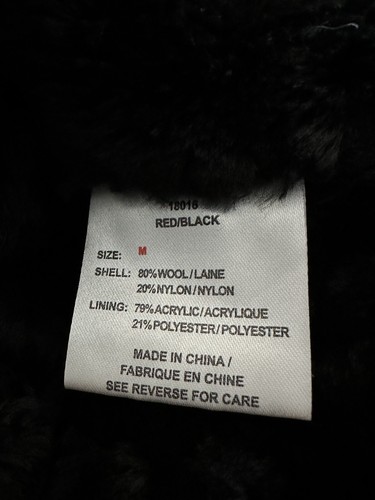 18016
RED/BLACK
SIZE: M
SHELL: 80%WOOL/LAINE
20%NYLON/NYLON
LINING: 79%ACRYLIC/ACRYLIQUE
21%POLYESTER/POLYESTER
MADE IN CHINA/
FABRIQUE EN CHINE
SEE REVERSE FOR CARE